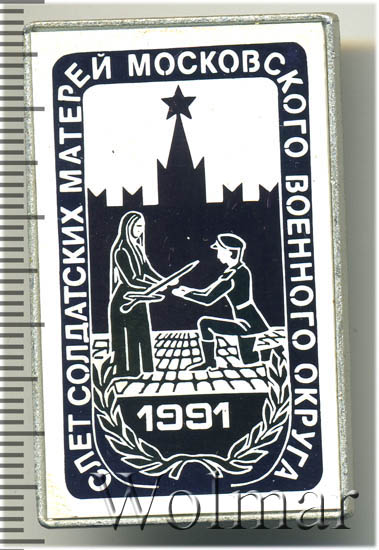 СЛЕТ СОЛДАТСКИХ МАТЕРЕЙ МОСКОВСКОГО ВОЕННОГО ОКРУГА
1991
Wolmar